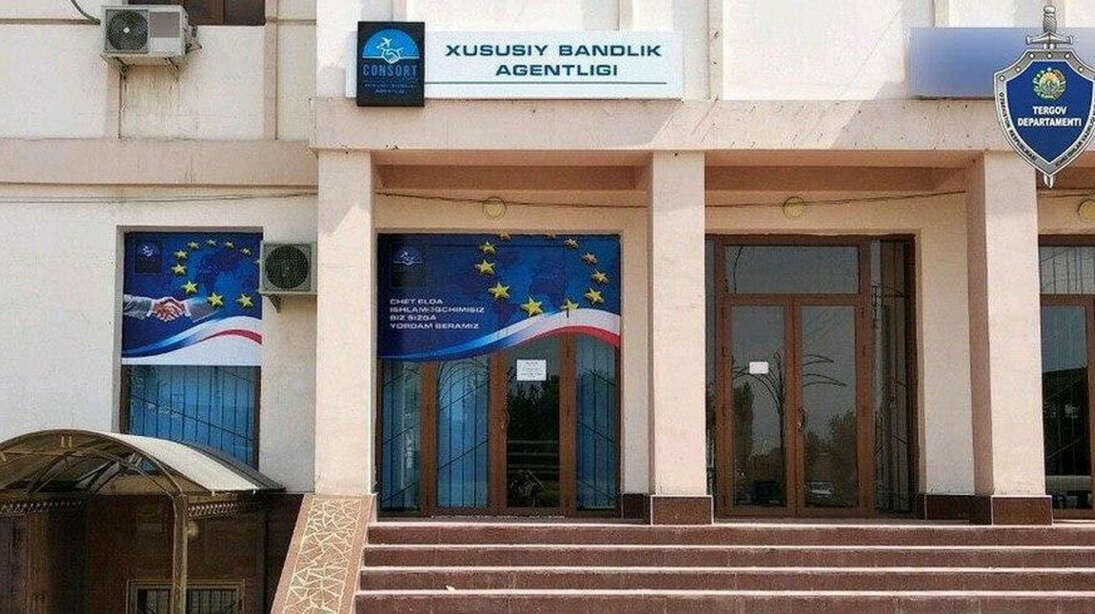 XUSUSIY BANDLIK
AGENTLIGI
CONSORT
CHET ELDA
ISHLAMOQCHIMISIZ
BIZ SIZGA
YORDAM BERAMIZ
TERGOV
DEPARTAMENTI